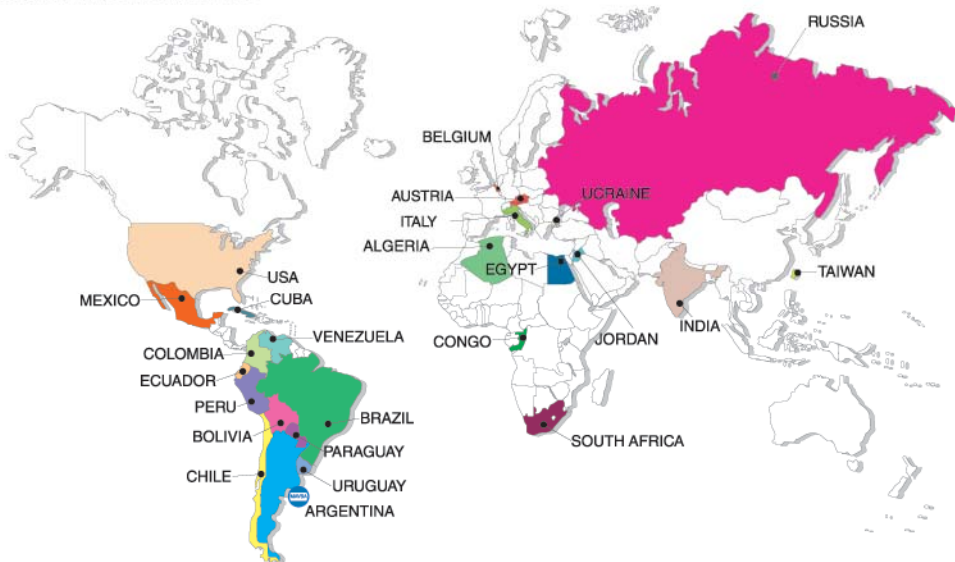 RUSSIA
BELGIUM
AUSTRIA
UCRAINE
ITALY
ALGERIA
EGYPT
TAIWAN
USA
MEXICO
CUBA
INDIA
VENEZUELA
CONGO
JORDAN
COLOMBIA
ECUADOR
PERU
BRAZIL
BOLIVIA
SOUTH AFRICA
PARAGUAY
CHILE
URUGUAY
ARGENTINA